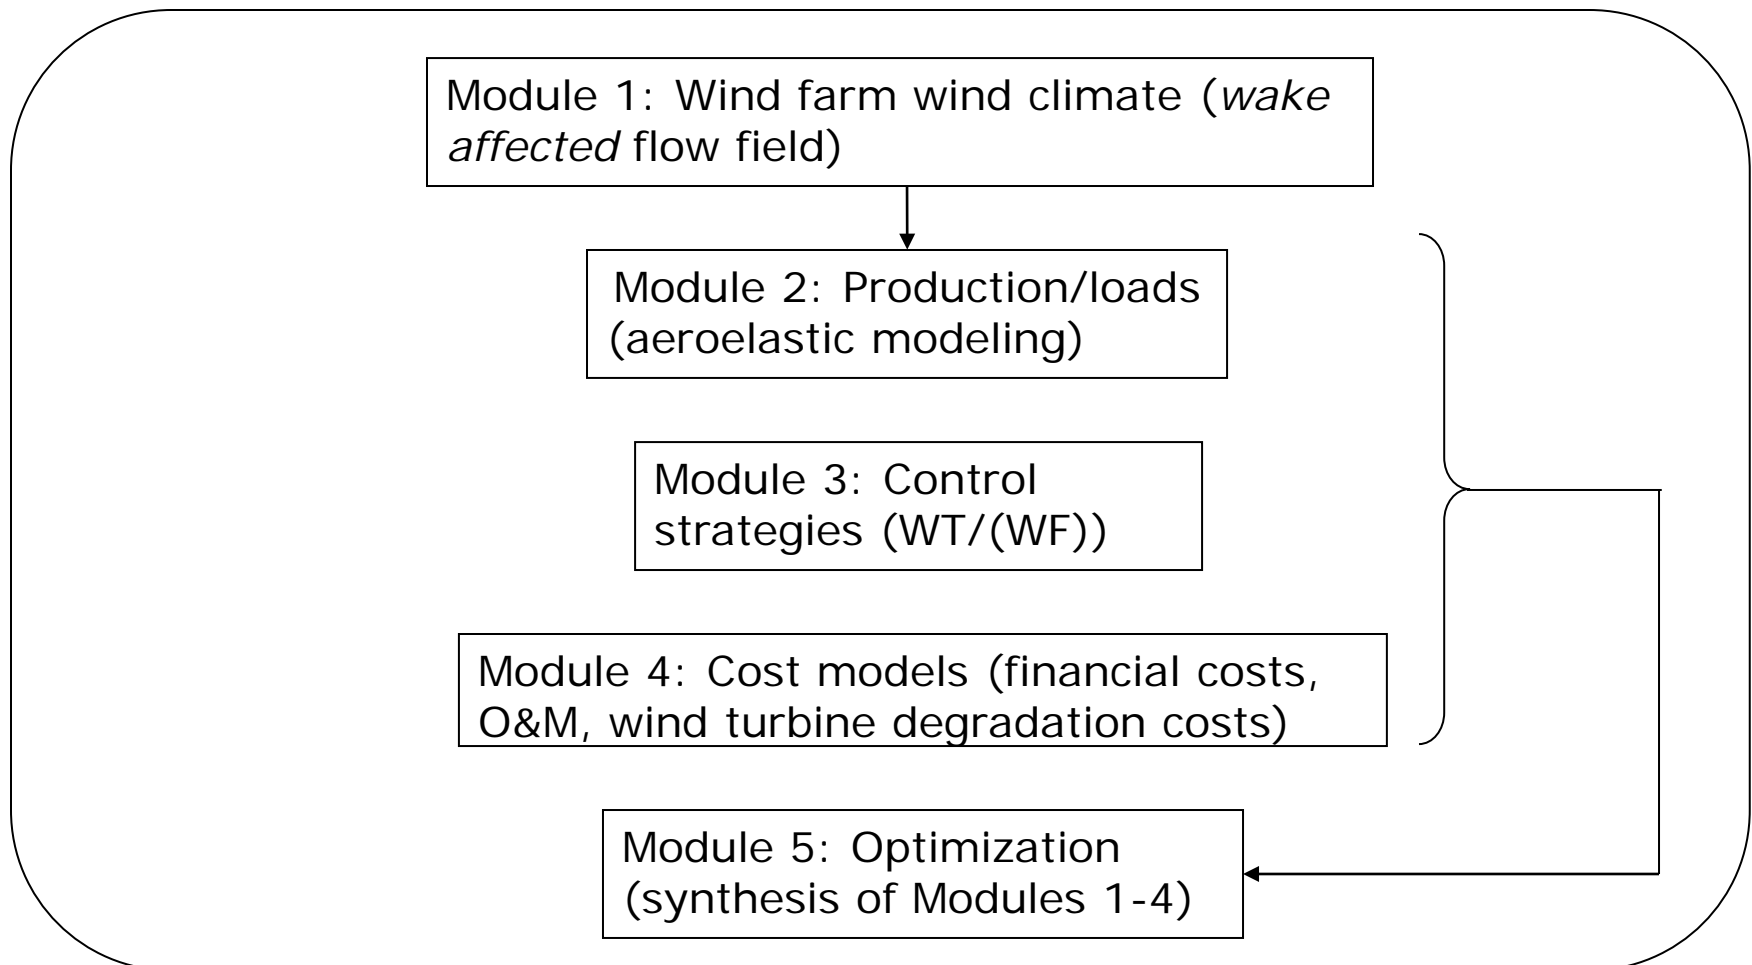 Module 1: Wind farm wind climate (wake
affected flow field)
Module 2: Production/loads
(aeroelastic modeling)
Module 3: Control
strategies (WT/(WF))
Module 4: Cost models (financial costs,
O&M, wind turbine degradation costs)
Module 5: Optimization
(synthesis of Modules 1-4)